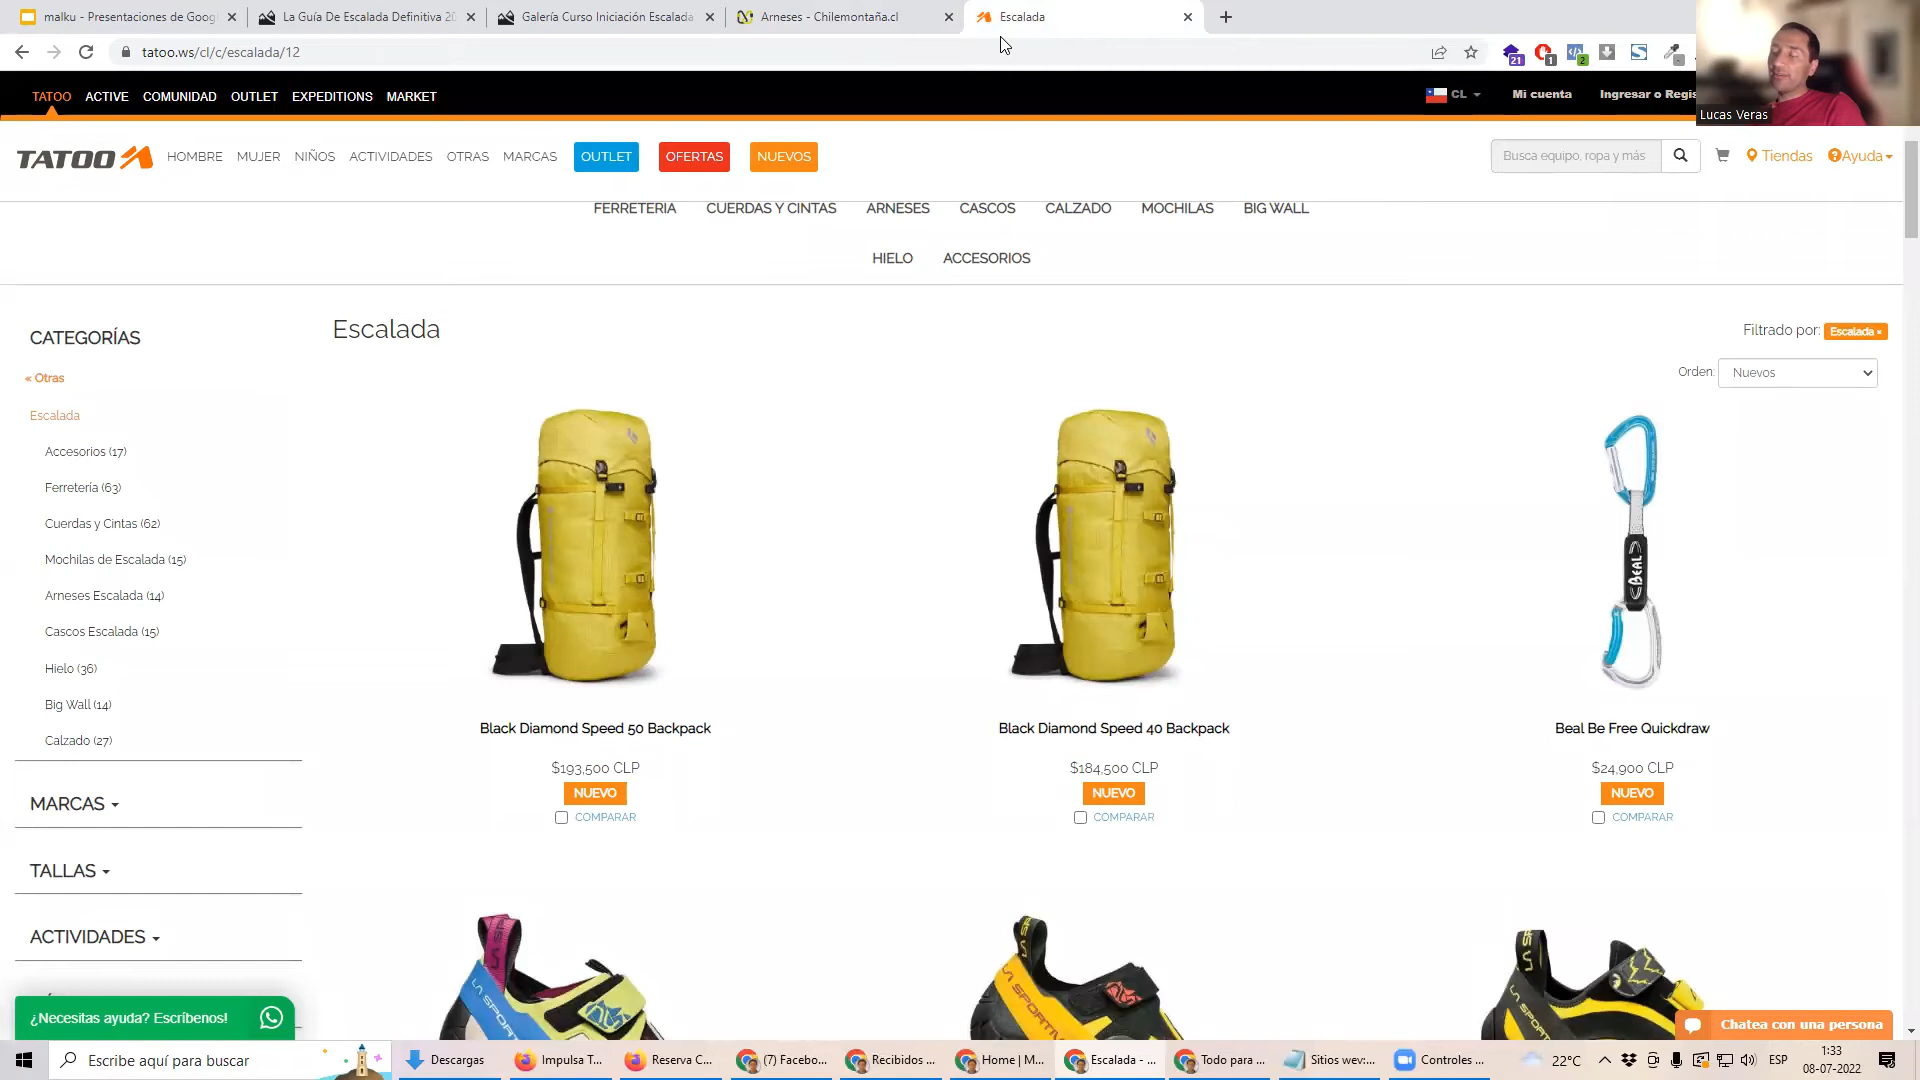 malku - Presentaciones de Goog
La Guía De Escalada Definitiva 20
Galería Curso Iniciación Escalada
Arneses - Chilemontaña.cl
Escalada
tatoo.ws/cl/c/escalada/12
21
1
2
Lucas Veras
TATOO ACTIVE COMUNIDAD OUTLET EXPEDITIONS MARKET
CL Mi cuenta Ingresar o Regis
TATOO HOMBRE MUJER NIÑOS ACTIVIDADES OTRAS MARCAS OUTLET OFERTAS NUEVOS
Busca equipo, ropa y más
Tiendas
Ayuda
FERRETERIA CUERDAS Y CINTAS ARNESES CASCOS CALZADO MOCHILAS BIG WALL
HIELO ACCESORIOS
CATEGORÍAS
« Otras
Escalada
Accesorios (17)
Ferretería (63)
Cuerdas y Cintas (62)
Mochilas de Escalada (15)
Arneses Escalada (14)
Cascos Escalada (15)
Hielo (36)
Big Wall (14)
Calzado (27)
MARCAS
TALLAS
ACTIVIDADES
Escalada
Filtrado por: Escalada ×
Orden: Nuevos
BEAL
Black Diamond Speed 50 Backpack
$193,500 CLP
NUEVO
COMPARAR
Black Diamond Speed 40 Backpack
$184,500 CLP
NUEVO
COMPARAR
Beal Be Free Quickdraw
$24,900 CLP
NUEVO
COMPARAR
LA SPORTIVA
¿Necesitas ayuda? Escríbenos!
Chatea con una persona
Escribe aquí para buscar
Descargas
Impulsa T...
Reserva C...
(7) Facebo...
Recibidos ...
Home | M...
Escalada - ...
Todo para ...
Sitios wev:...
Controles ...
22°C
ESP
1:33
08-07-2022